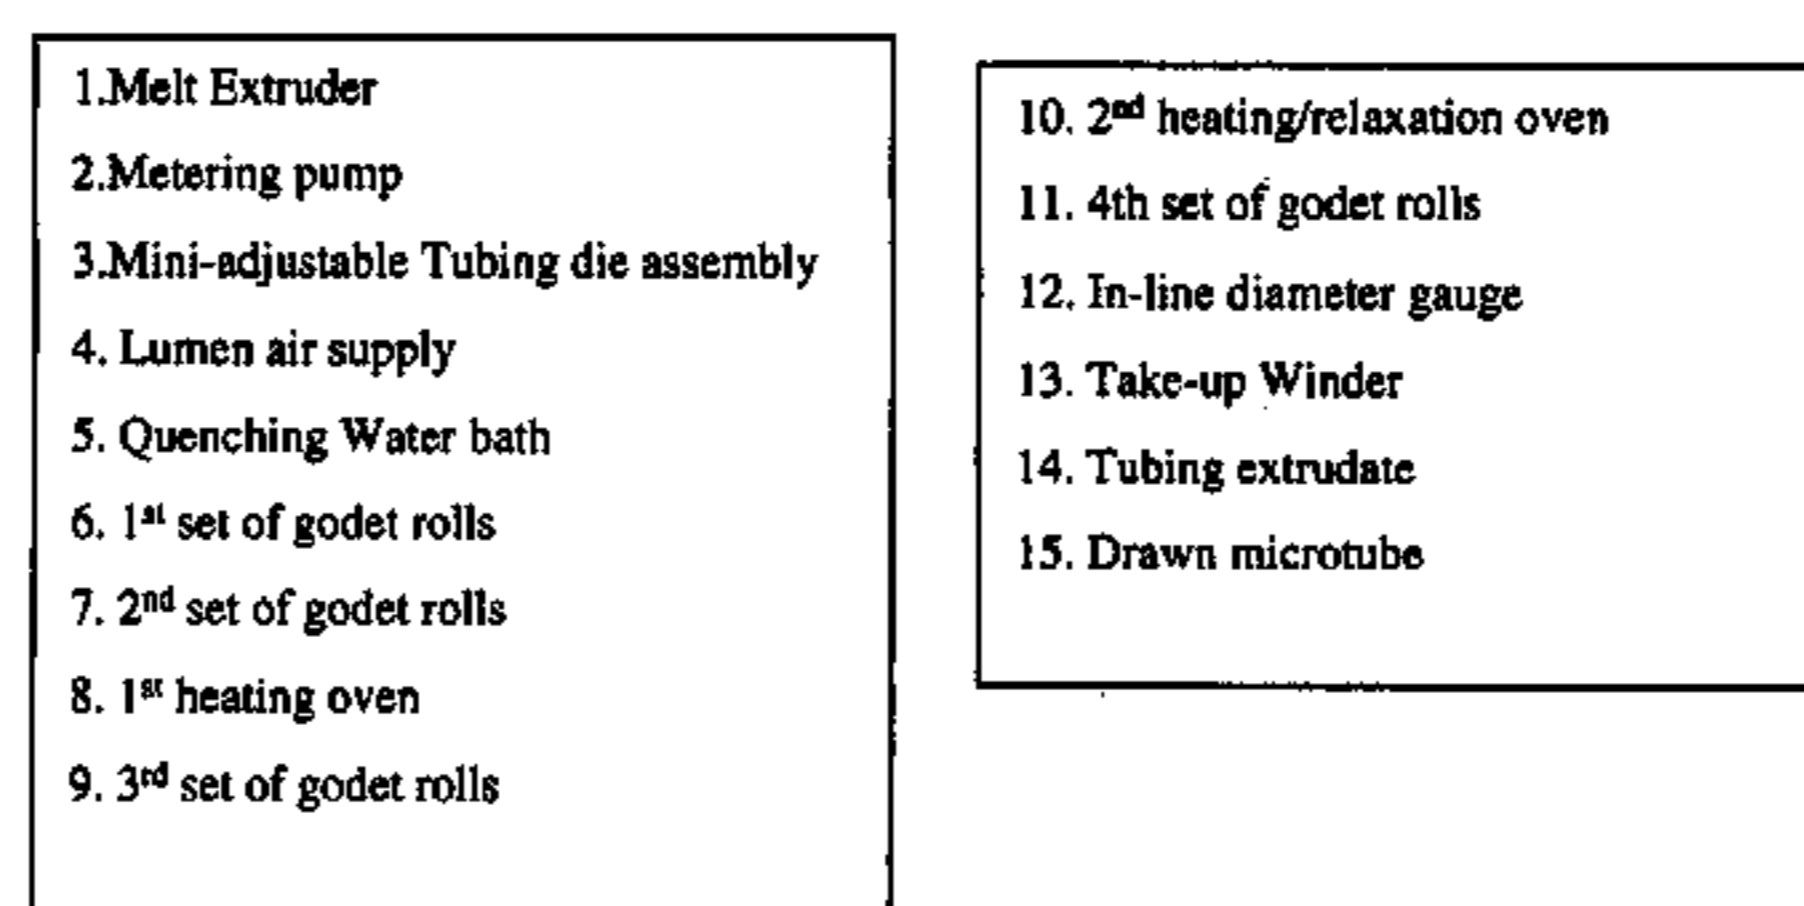 1.Melt Extruder
2.Metering pump
3.Mini-adjustable Tubing die assembly
4. Lumen air supply
5. Quenching Water bath
6. 1st set of godet rolls
7. 2nd set of godet rolls
8. 1st heating oven
9. 3rd set of godet rolls
10. 2nd heating/relaxation oven
11. 4th set of godet rolls
12. In-line diameter gauge
13. Take-up Winder
14. Tubing extrudate
15. Drawn microtube